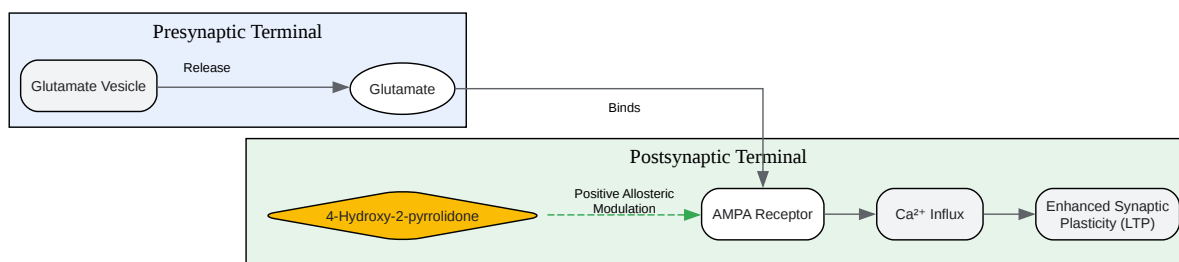 Presynaptic Terminal
Glutamate Vesicle
Release
Glutamate
Binds
Postsynaptic Terminal
4-Hydroxy-2-pyrrolidone
Positive Allosteric
Modulation
AMPA Receptor
Ca²⁺ Influx
Enhanced Synaptic
Plasticity (LTP)